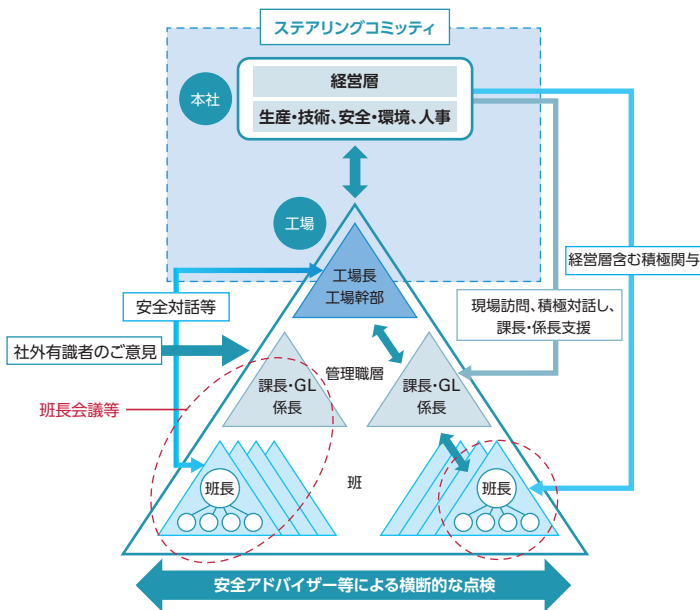 ステアリングコミッティ
本社
経営層
生産・技術、安全・環境、人事
工場
工場長
工場幹部
経営層含む積極関与
安全対話等
現場訪問、積極対話し、
課長・係長支援
社外有識者のご意見
管理職層
課長・GL
係長
課長・GL
係長
班長会議等
班長
班
班長
安全アドバイザー等による横断的な点検